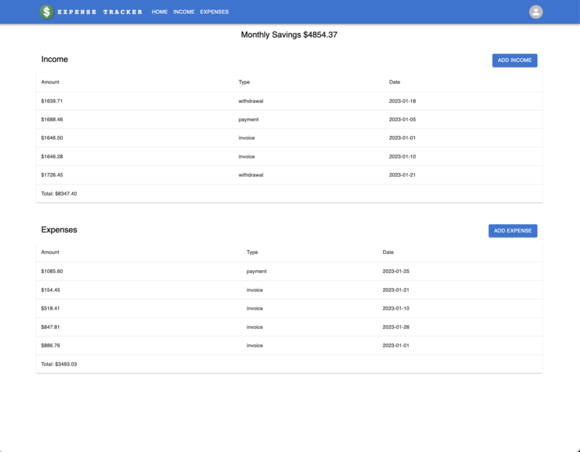 $ EXPENSE TRACKER HOME INCOME EXPENSES
Monthly Savings $4854.37
Income ADD INCOME
Amount Type Date
$1639.71 withdrawal 2023-01-18
$1688.46 payment 2023-01-05
$1646.50 invoice 2023-01-01
$1646.28 invoice 2023-01-10
$1726.45 withdrawal 2023-01-21
Total: $8347.40
Expenses ADD EXPENSE
Amount Type Date
$1085.60 payment 2023-01-25
$154.45 invoice 2023-01-21
$518.41 invoice 2023-01-10
$847.81 invoice 2023-01-26
$886.76 invoice 2023-01-01
Total: $3493.03